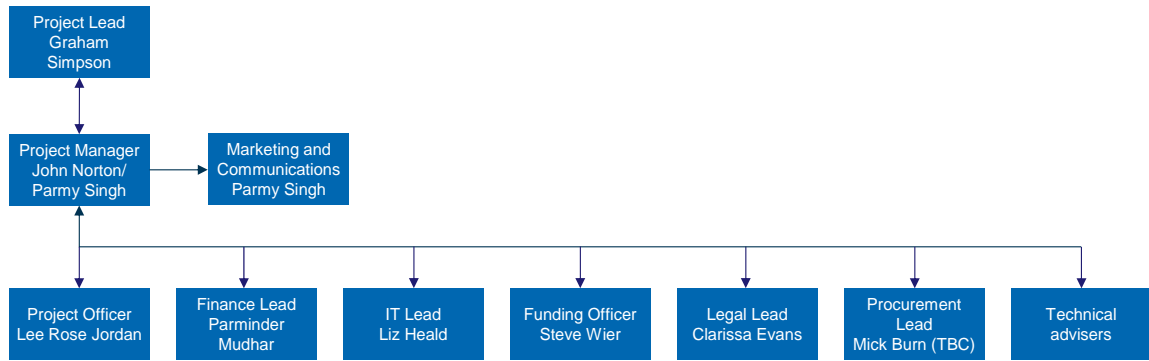 Project Lead
Graham
Simpson
Project Manager
John Norton/
Parmy Singh
Marketing and
Communications
Parmy Singh
Project Officer
Lee Rose Jordan
Finance Lead
Parminder
Mudhar
IT Lead
Liz Heald
Funding Officer
Steve Wier
Legal Lead
Clarissa Evans
Procurement
Lead
Mick Burn (TBC)
Technical
advisers